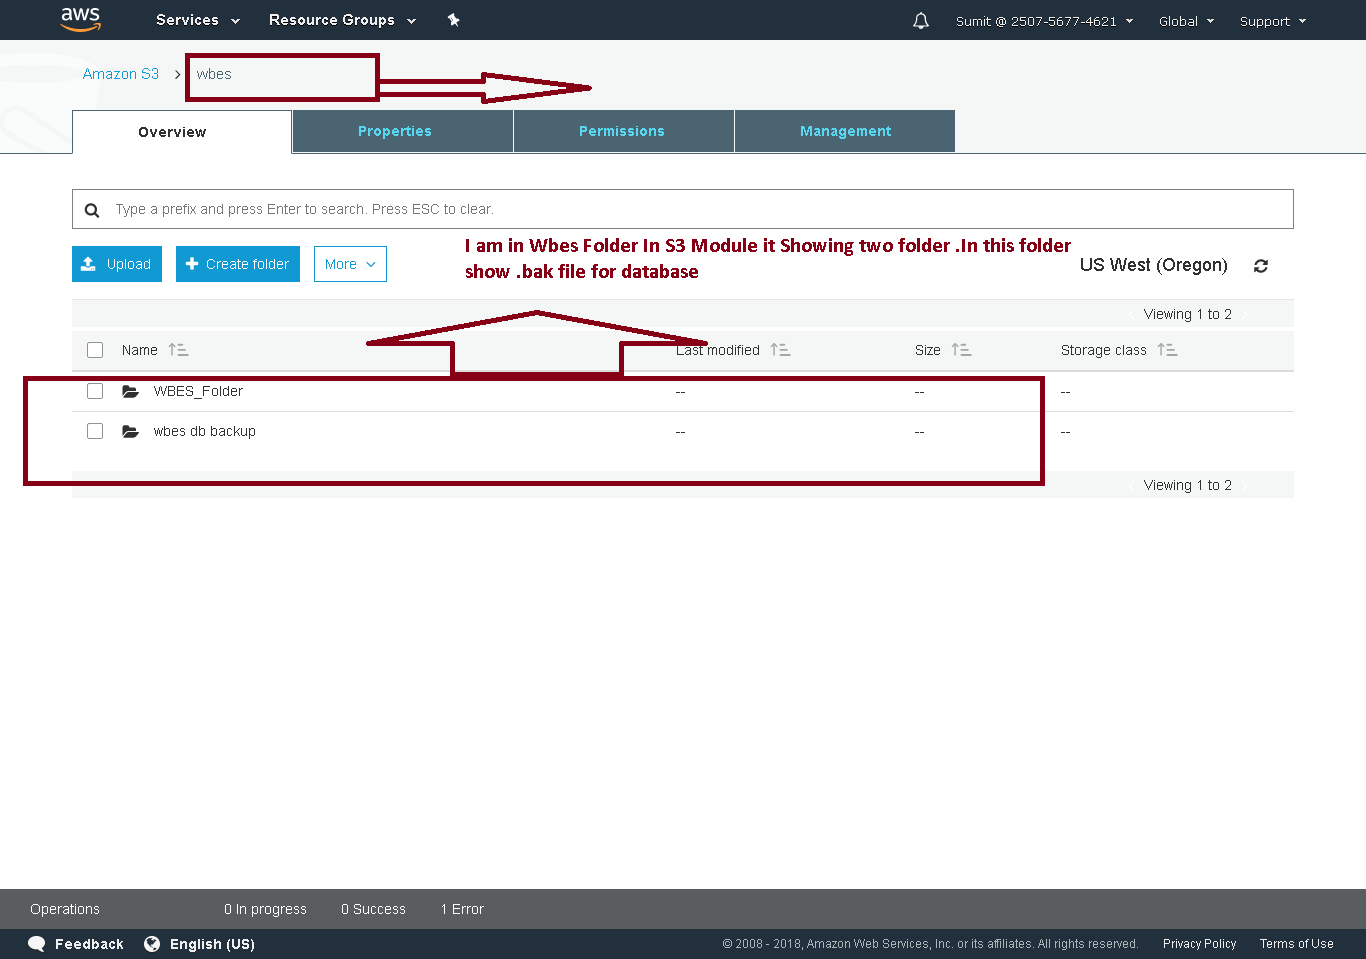 aws Services Resource Groups Sumit @ 2507-5677-4621 Global Support
Amazon S3 > wbes
Overview Properties Permissions Management
Type a prefix and press Enter to search. Press ESC to clear.
Upload Create folder More
I am in Wbes Folder In S3 Module it Showing two folder .In this folder
show .bak file for database
US West (Oregon)
Viewing 1 to 2
Name Last modified Size Storage class
WBES_Folder -- -- --
wbes db backup -- -- --
Viewing 1 to 2
Operations 0 In progress 0 Success 1 Error
Feedback English (US) © 2008 - 2018, Amazon Web Services, Inc. or its affiliates. All rights reserved. Privacy Policy Terms of Use